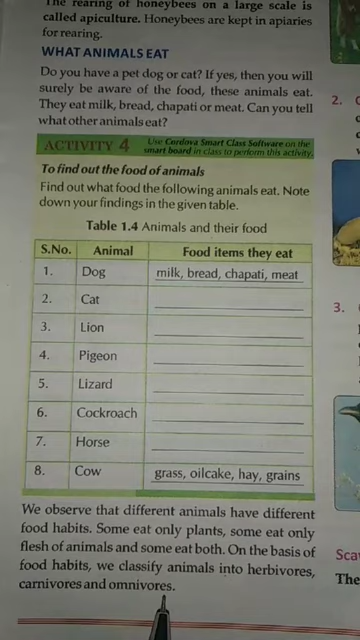 The rearing of honeybees on a large scale is
called apiculture. Honeybees are kept in apiaries
for rearing.
WHAT ANIMALS EAT
Do you have a pet dog or cat? If yes, then you will
surely be aware of the food, these animals eat.
They eat milk, bread, chapati or meat. Can you tell
what other animals eat?
ACTIVITY 4 Use Cordova Smart Class Software on the
smart board in class to perform this activity.
To find out the food of animals
Find out what food the following animals eat. Note
down your findings in the given table.
Table 1.4 Animals and their food
S.No. Animal Food items they eat
1. Dog milk, bread, chapati, meat
2. Cat
3. Lion
4. Pigeon
5. Lizard
6. Cockroach
7. Horse
8. Cow grass, oilcake, hay, grains
We observe that different animals have different
food habits. Some eat only plants, some eat only
flesh of animals and some eat both. On the basis of
food habits, we classify animals into herbivores,
carnivores and omnivores.
2.
3.
The